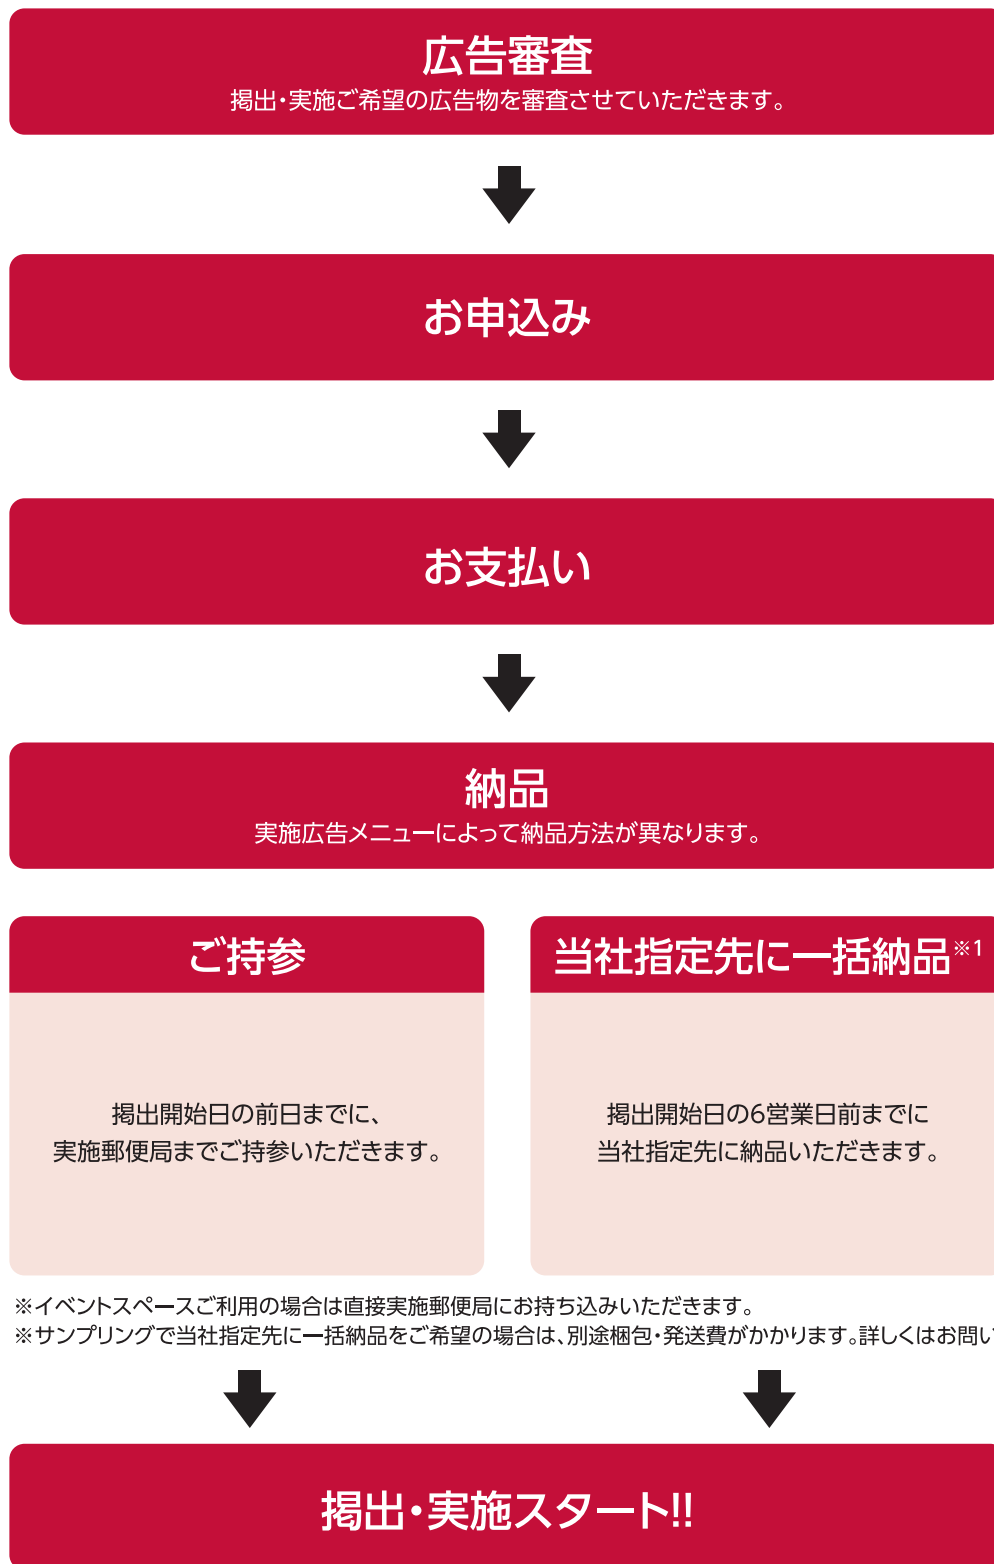 広告審査
掲出・実施ご希望の広告物を審査させていただきます。
お申込み
お支払い
納品
実施広告メニューによって納品方法が異なります。
ご持参
掲出開始日の前日までに、
実施郵便局までご持参いただきます。
当社指定先に一括納品※1
掲出開始日の6営業日前までに
当社指定先に納品いただきます。
※イベントスペースご利用の場合は直接実施郵便局にお持ち込みいただきます。
※サンプリングで当社指定先に一括納品をご希望の場合は、別途梱包・発送費がかかります。詳しくはお問い
掲出・実施スタート!!